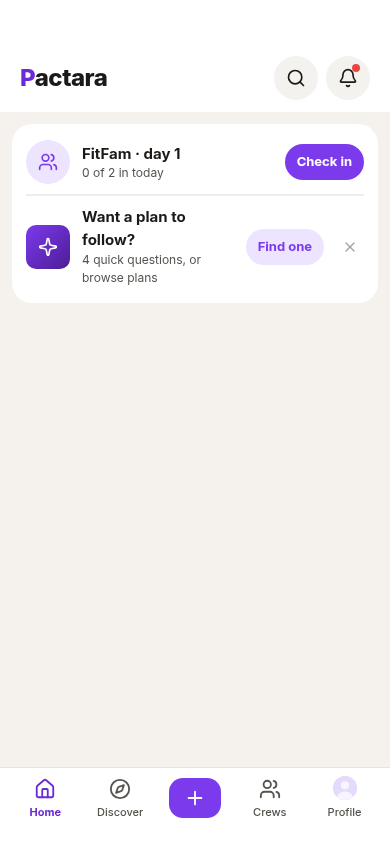 Pactara
FitFam · day 1
0 of 2 in today
Check in
Want a plan to
follow?
4 quick questions, or
browse plans
Find one
Home
Discover
Crews
Profile